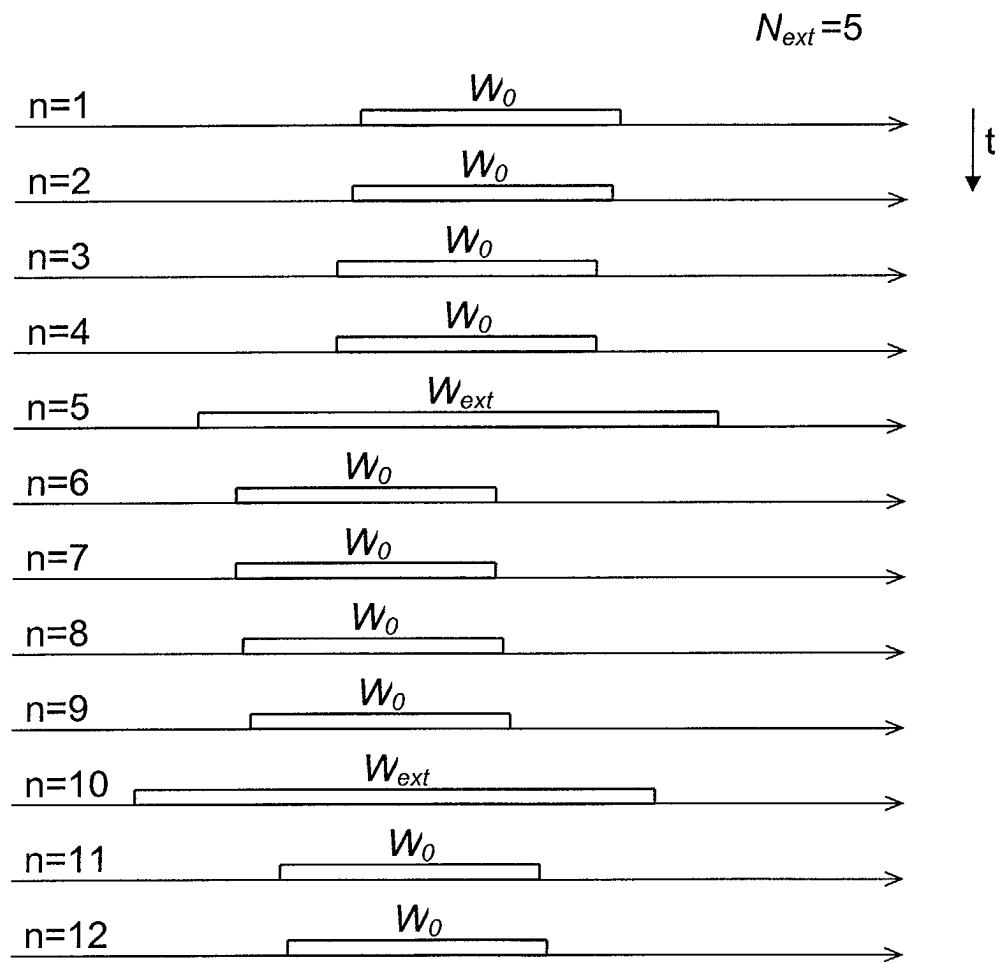 N_ext=5
n=1 W_0
t
n=2 W_0
n=3 W_0
n=4 W_0
n=5 W_ext
n=6 W_0
n=7 W_0
n=8 W_0
n=9 W_0
n=10 W_ext
n=11 W_0
n=12 W_0